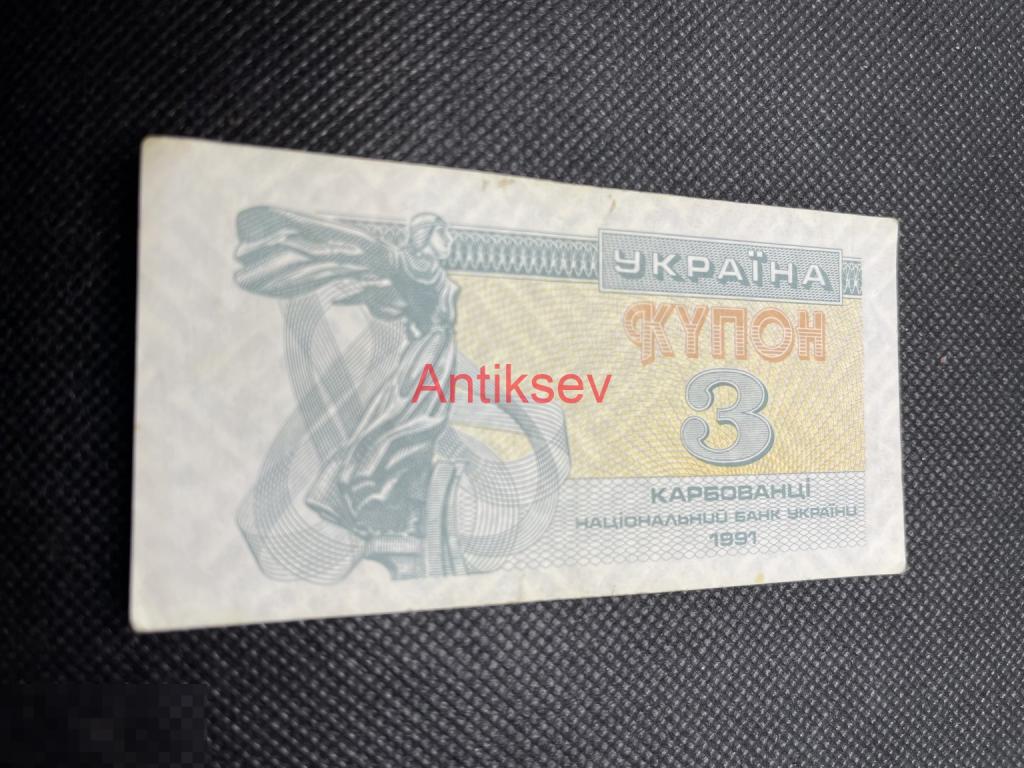 УКРАЇНА
КУПОН
3
Antiksev
КАРБОВАНЦІ
НАЦІОНАЛЬНИЙ БАНК УКРАЇНИ
1991